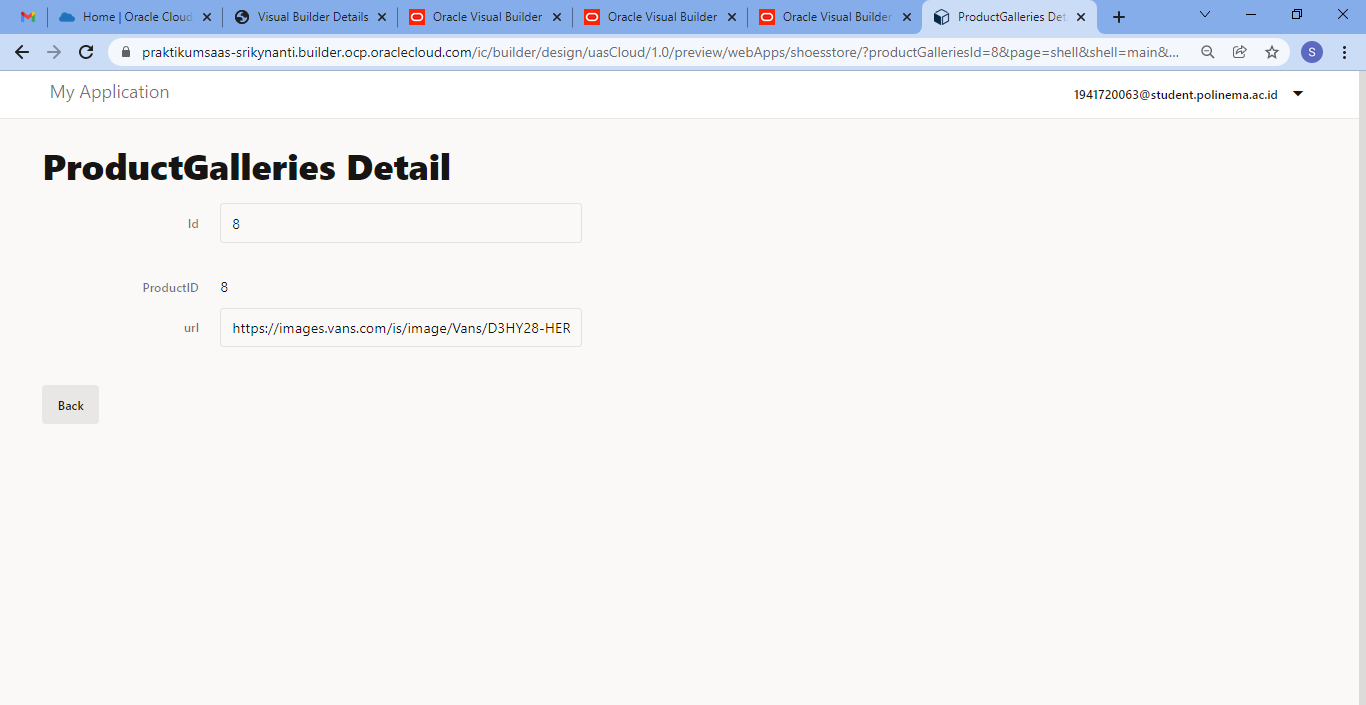 Home | Oracle Cloud
Visual Builder Details
Oracle Visual Builder
Oracle Visual Builder
Oracle Visual Builder
ProductGalleries Det
praktikumsaas-srikynanti.builder.ocp.oraclecloud.com/ic/builder/design/uasCloud/1.0/preview/webApps/shoesstore/?productGalleriesId=8&page=shell&shell=main&...
S
My Application
1941720063@student.polinema.ac.id
ProductGalleries Detail
Id
8
ProductID
8
url
https://images.vans.com/is/image/Vans/D3HY28-HER
Back